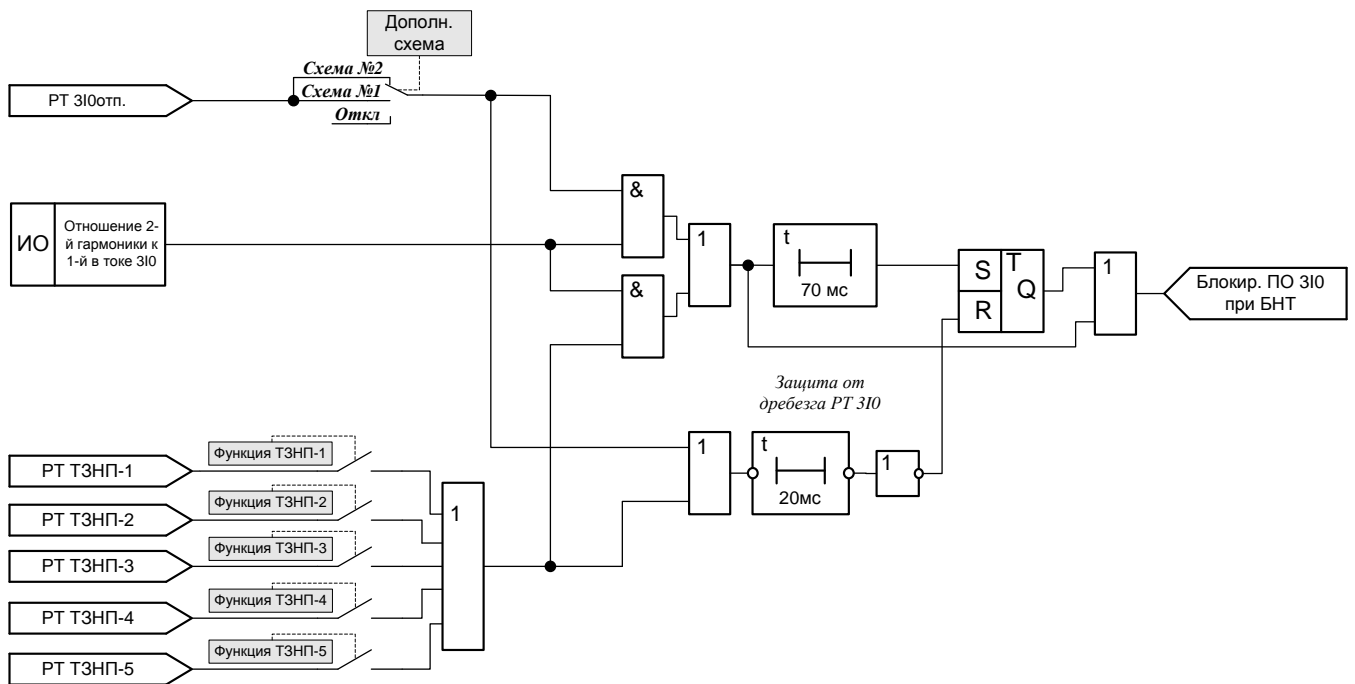 Дополн.
схема
Схема №2
Схема №1
Откл
РТ 3I0отп.
ИО
Отношение 2-
й гармоники к
1-й в токе 3I0
&
&
1
t
70 мс
S
T
Q
R
1
Блокир. ПО 3I0
при БНТ
Защита от
дребезга РТ 3I0
1
t
20мс
1
РТ ТЗНП-1
Функция ТЗНП-1
РТ ТЗНП-2
Функция ТЗНП-2
РТ ТЗНП-3
Функция ТЗНП-3
РТ ТЗНП-4
Функция ТЗНП-4
РТ ТЗНП-5
Функция ТЗНП-5
1